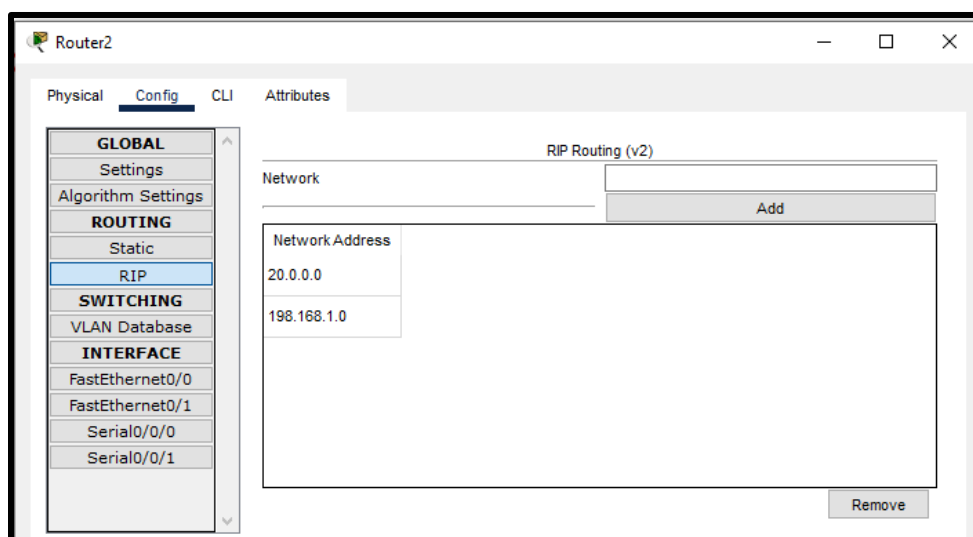 Router2
Physical Config CLI Attributes
GLOBAL
Settings
Algorithm Settings
ROUTING
Static
RIP
SWITCHING
VLAN Database
INTERFACE
FastEthernet0/0
FastEthernet0/1
Serial0/0/0
Serial0/0/1
RIP Routing (v2)
Network
Add
Network Address
20.0.0.0
198.168.1.0
Remove